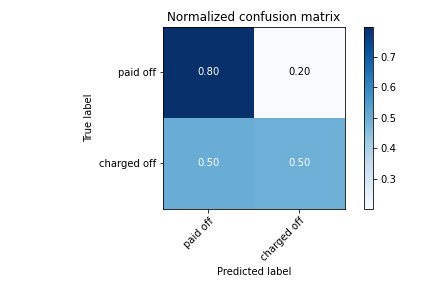 Normalized confusion matrix
True label
paid off
0.80
0.20
charged off
0.50
0.50
paid off
charged off
Predicted label
0.7
0.6
0.5
0.4
0.3